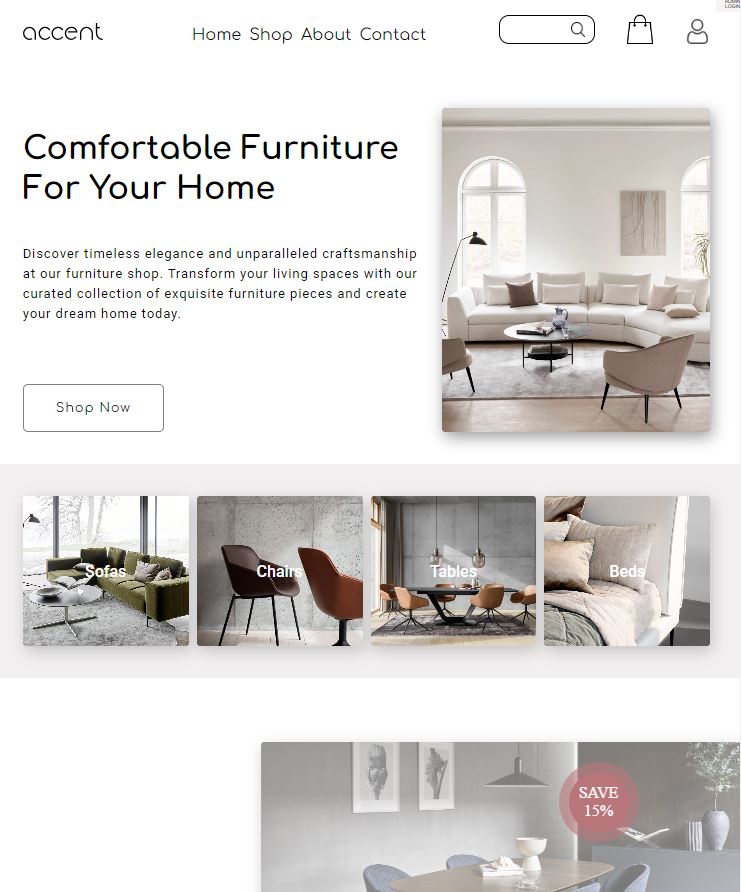 ADMIN
LOGIN
accent
Home Shop About Contact
Comfortable Furniture
For Your Home
Discover timeless elegance and unparalleled craftsmanship
at our furniture shop. Transform your living spaces with our
curated collection of exquisite furniture pieces and create
your dream home today.
Shop Now
Sofas
Chairs
Tables
Beds
SAVE
15%